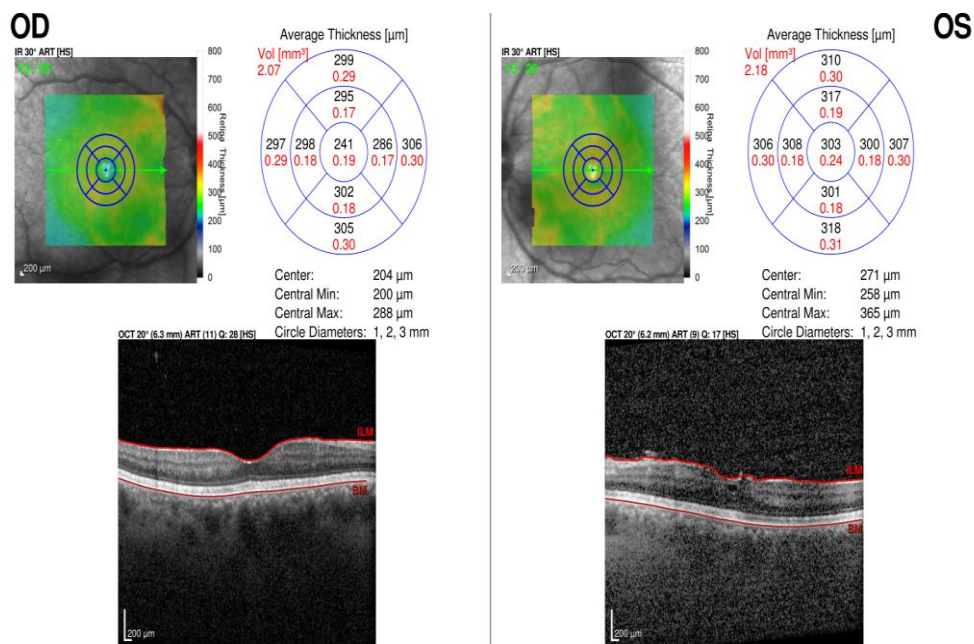 OD
IR 30° ART [HS]
800
700
600
500
400
300
200
100
0
Retina Thickness [µm]
200 µm
Average Thickness [µm]
Vol [mm³]
2.07
299
0.29
295
0.17
297 298 241 286 306
0.29 0.18 0.19 0.17 0.30
302
0.18
305
0.30
Center: 204 µm
Central Min: 200 µm
Central Max: 288 µm
Circle Diameters: 1, 2, 3 mm
OCT 20° (6.3 mm) ART (11) Q: 28 [HS]
ILM
BM
200 µm
OS
IR 30° ART [HS]
800
700
600
500
400
300
200
100
0
Retina Thickness [µm]
200 µm
Average Thickness [µm]
Vol [mm³]
2.18
310
0.30
317
0.19
306 308 303 300 307
0.30 0.18 0.24 0.18 0.30
301
0.18
318
0.31
Center: 271 µm
Central Min: 258 µm
Central Max: 365 µm
Circle Diameters: 1, 2, 3 mm
OCT 20° (6.2 mm) ART (9) Q: 17 [HS]
ILM
BM
200 µm